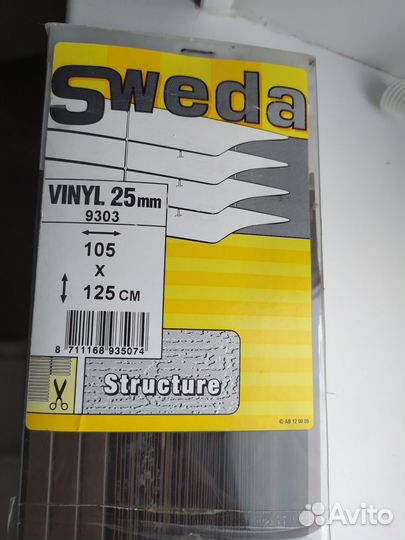 Sweda
VINYL 25mm
9303
105
x
125 CM
8 711168 935074
Structure
© AB 12 00 05
Avito